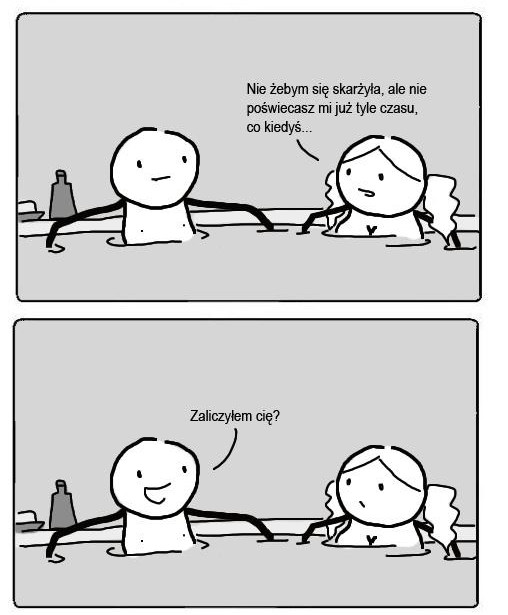 Nie żebym się skarżyła, ale nie
poświecasz mi już tyle czasu,
co kiedyś...
Zaliczyłem cię?